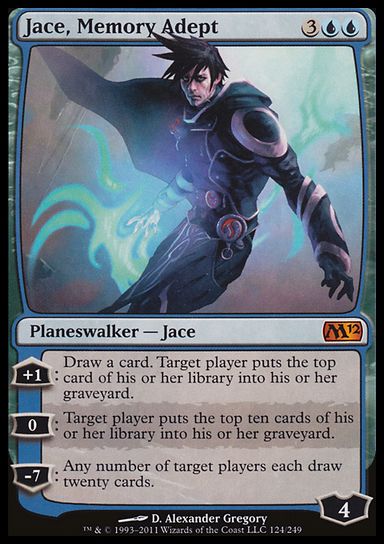 Jace, Memory Adept 3
Planeswalker — Jace M12
+1: Draw a card. Target player puts the top
card of his or her library into his or her
graveyard.
0: Target player puts the top ten cards of his
or her library into his or her graveyard.
-7: Any number of target players each draw
twenty cards.
4
D. Alexander Gregory
™ & © 1993–2011 Wizards of the Coast LLC 124/249